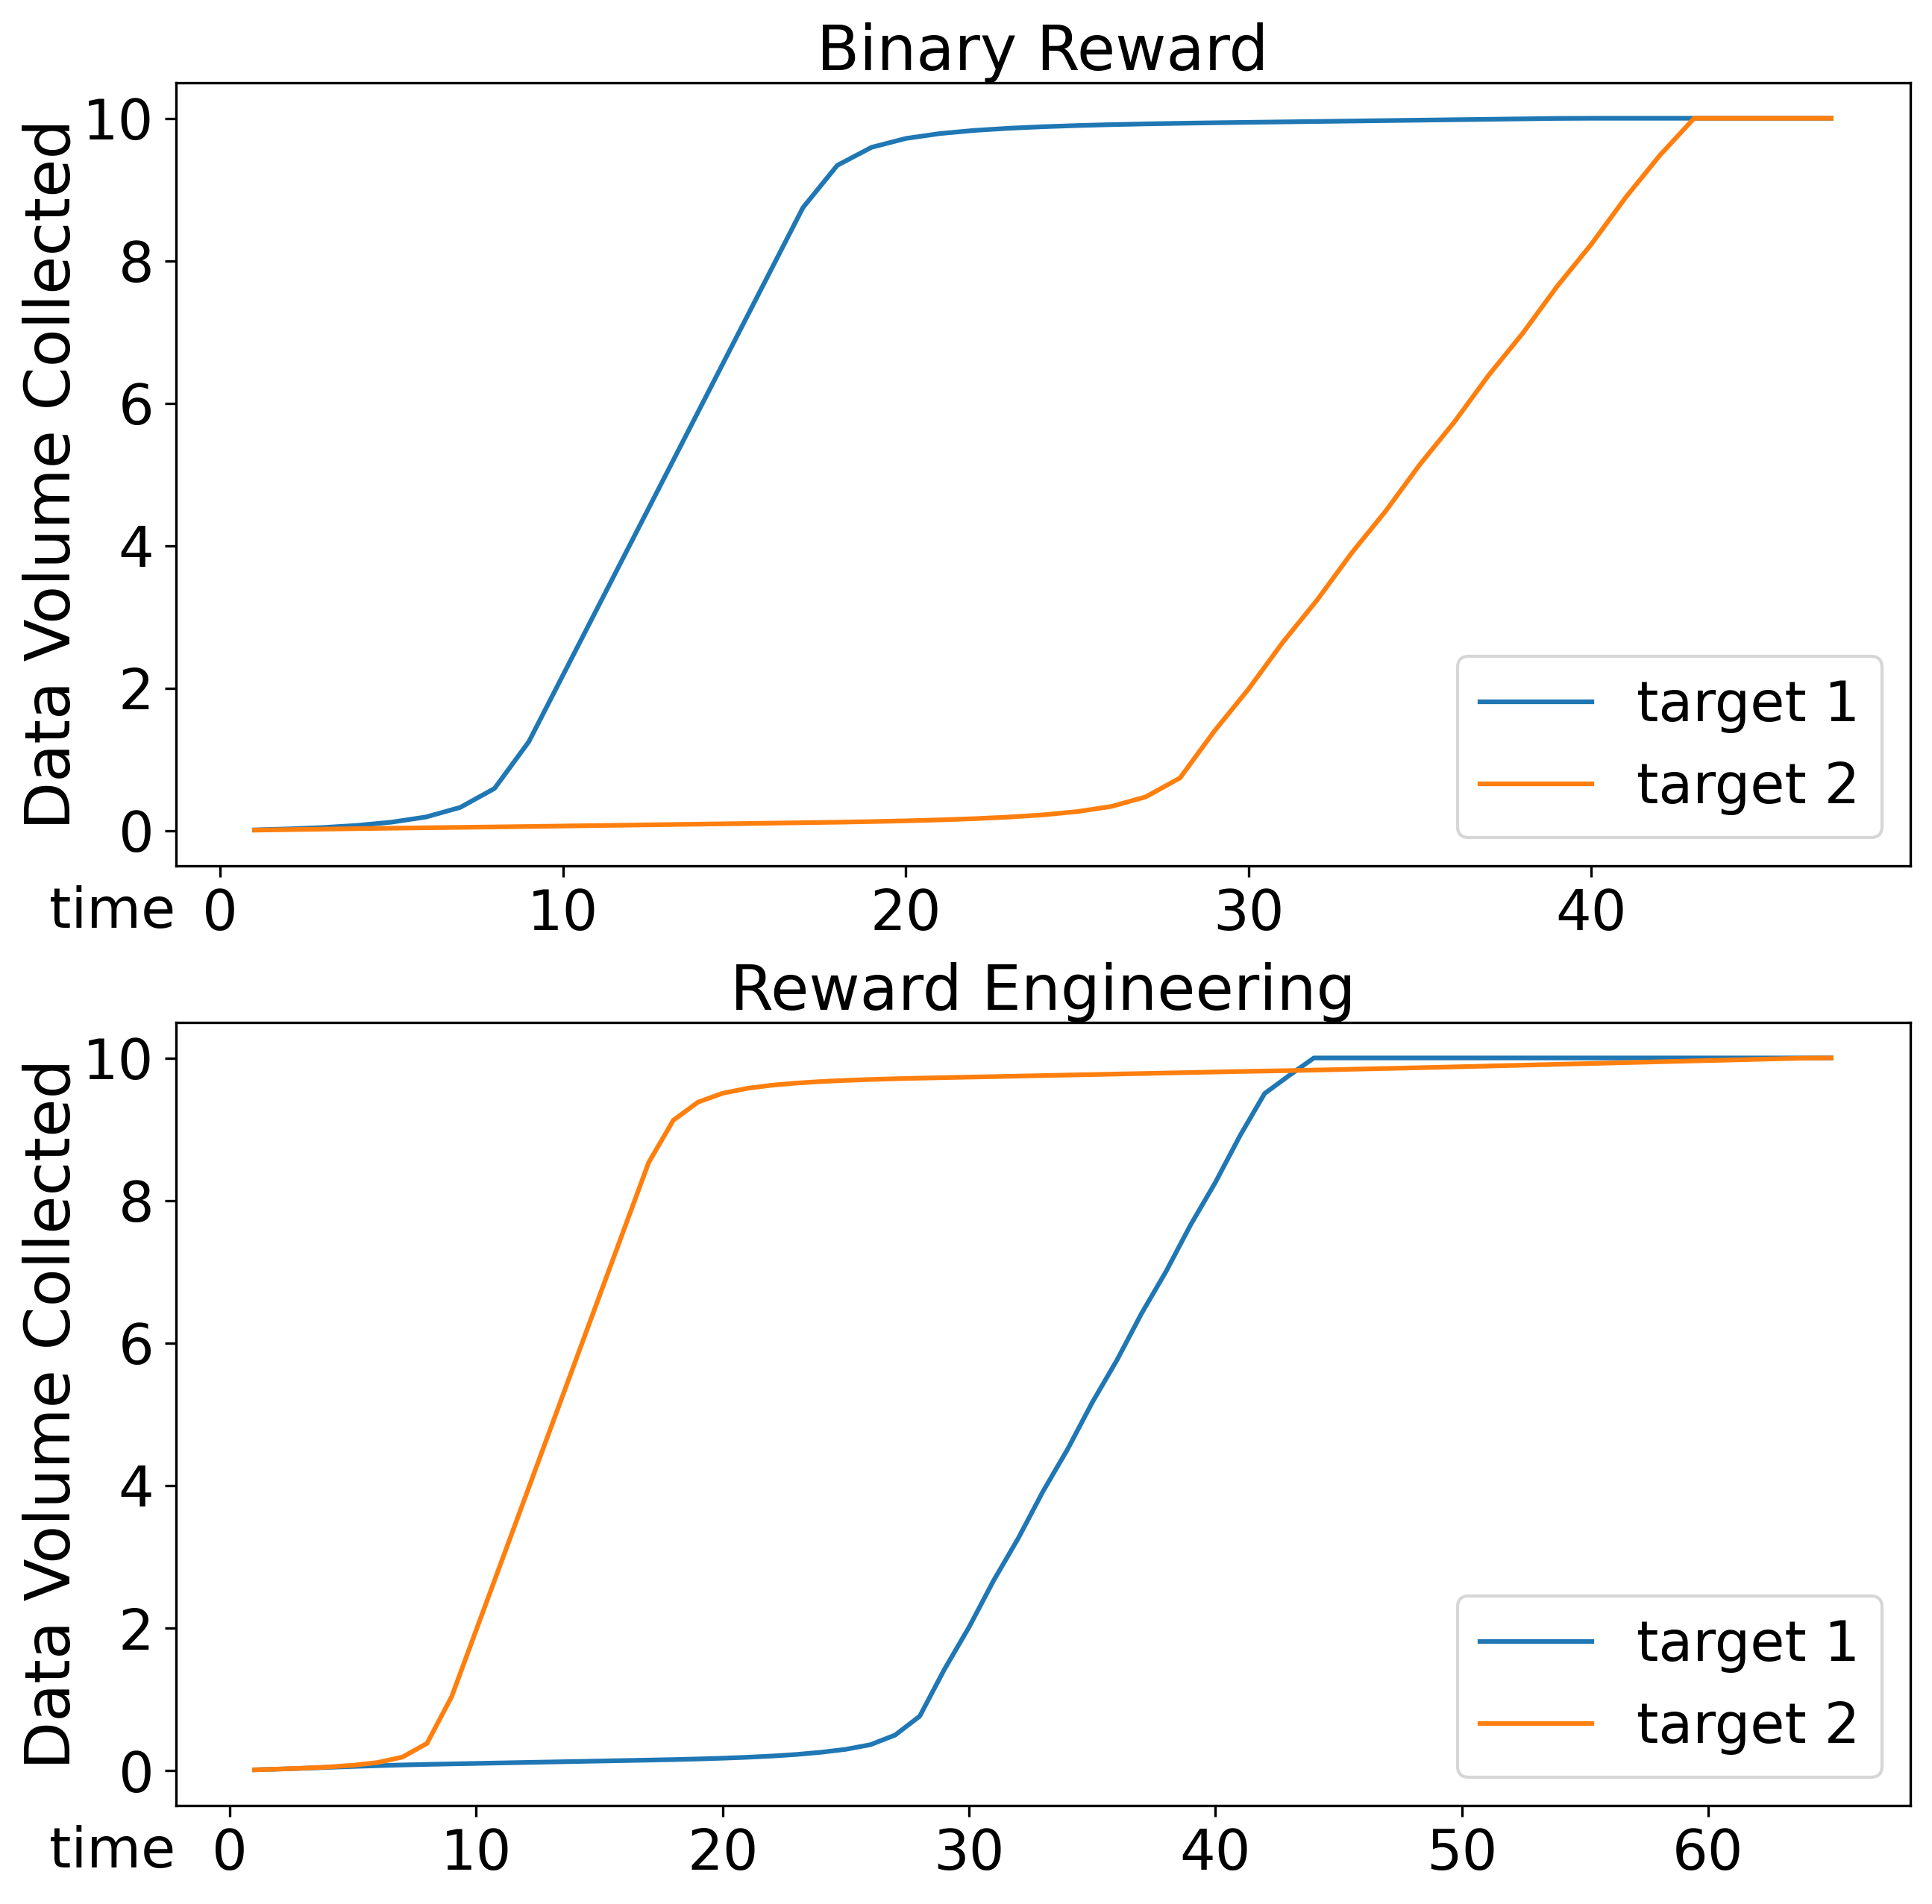 Binary Reward
Data Volume Collected
10
8
6
4
2
0
target 1
target 2
time 0 10 20 30 40
Reward Engineering
Data Volume Collected
10
8
6
4
2
0
target 1
target 2
time 0 10 20 30 40 50 60